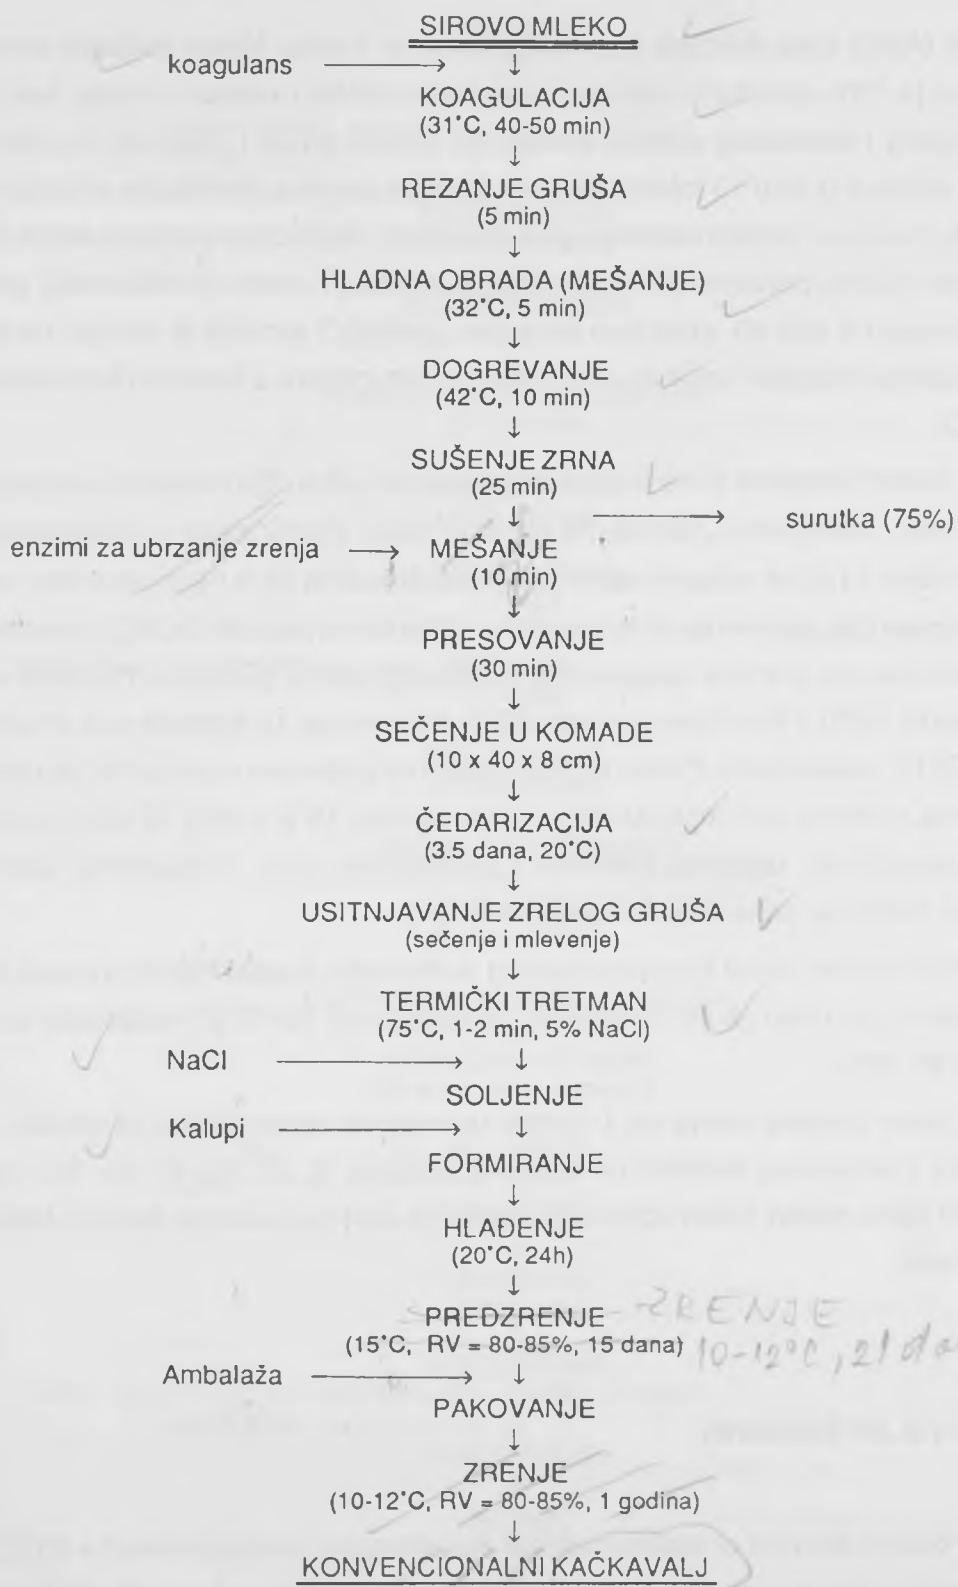 SIROVO MLEKO
koagulans
KOAGULACIJA
(31°C, 40-50 min)
REZANJE GRUŠA
(5 min)
HLADNA OBRADA (MEŠANJE)
(32°C, 5 min)
DOGREVANJE
(42°C, 10 min)
SUŠENJE ZRNA
(25 min)
surutka (75%)
enzimi za ubrzanje zrenja
MEŠANJE
(10 min)
PRESOVANJE
(30 min)
SEČENJE U KOMADE
(10 x 40 x 8 cm)
ČEDARIZACIJA
(3.5 dana, 20°C)
USITNJAVANJE ZRELOG GRUŠA
(sečenje i mlevenje)
TERMIČKI TRETMAN
(75°C, 1-2 min, 5% NaCl)
NaCl
SOLJENJE
Kalupi
FORMIRANJE
HLAĐENJE
(20°C, 24h)
PREDZRENJE
ZRENJE
(15°C, RV = 80-85%, 15 dana)
10-12°C, 21 da
Ambalaža
PAKOVANJE
ZRENJE
(10-12°C, RV = 80-85%, 1 godina)
KONVENCIONALNI KAČKAVALJ